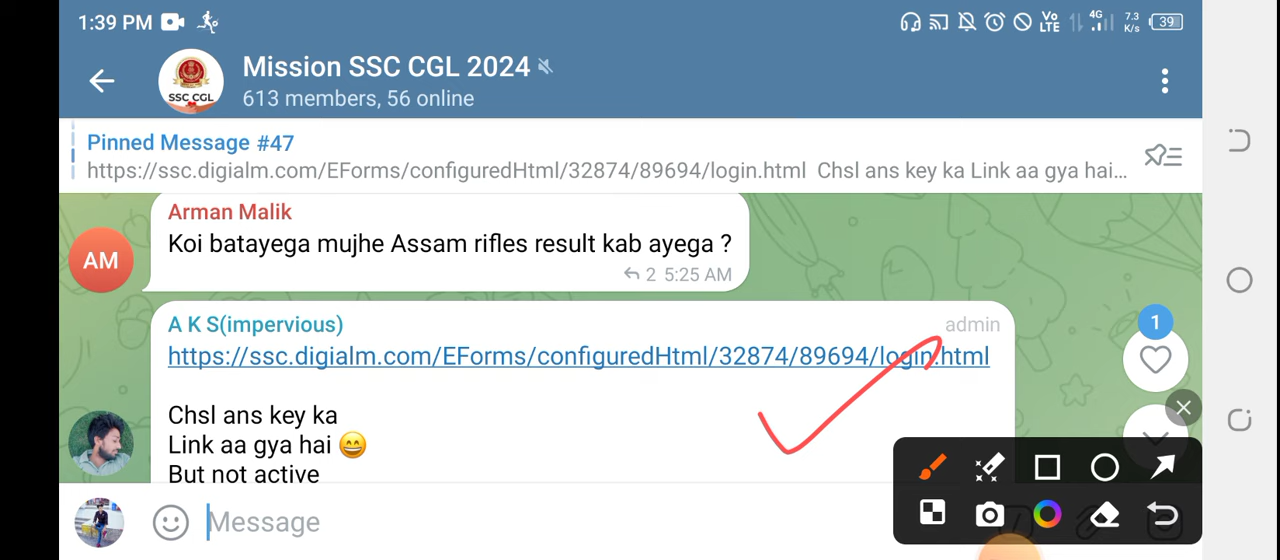 1:39 PM
Vo LTE 4G 7.3 K/s 39
SSC CGL
Mission SSC CGL 2024
613 members, 56 online
Pinned Message #47
https://ssc.digialm.com/EForms/configuredHtml/32874/89694/login.html Chsl ans key ka Link aa gya hai...
Arman Malik
AM
Koi batayega mujhe Assam rifles result kab ayega ?
2 5:25 AM
A K S(impervious) admin
1
https://ssc.digialm.com/EForms/configuredHtml/32874/89694/login.html
Chsl ans key ka
Link aa gya hai 😄
But not active
Message